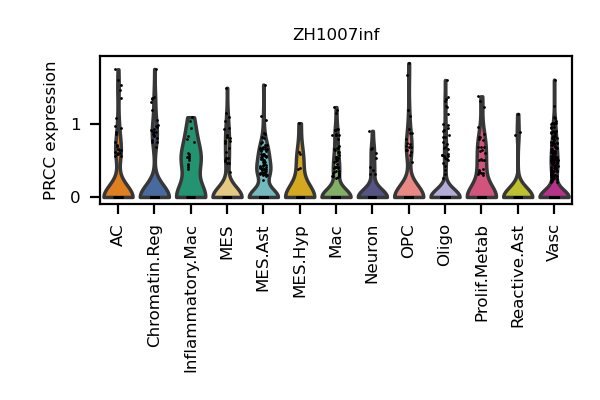 ZH1007inf
PRCC expression
1
0
AC
Chromatin.Reg
Inflammatory.Mac
MES
MES.Ast
MES.Hyp
Mac
Neuron
OPC
Oligo
Prolif.Metab
Reactive.Ast
Vasc